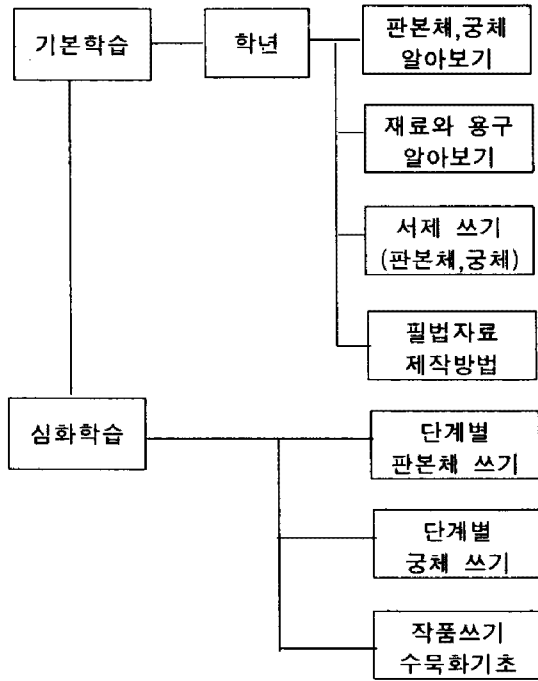 기본학습
학년
판본체,궁체
알아보기
재료와 용구
알아보기
서제 쓰기
(판본체,궁체)
필법자료
제작방법
심화학습
단계별
판본체 쓰기
단계별
궁체 쓰기
작품쓰기
수묵화기초